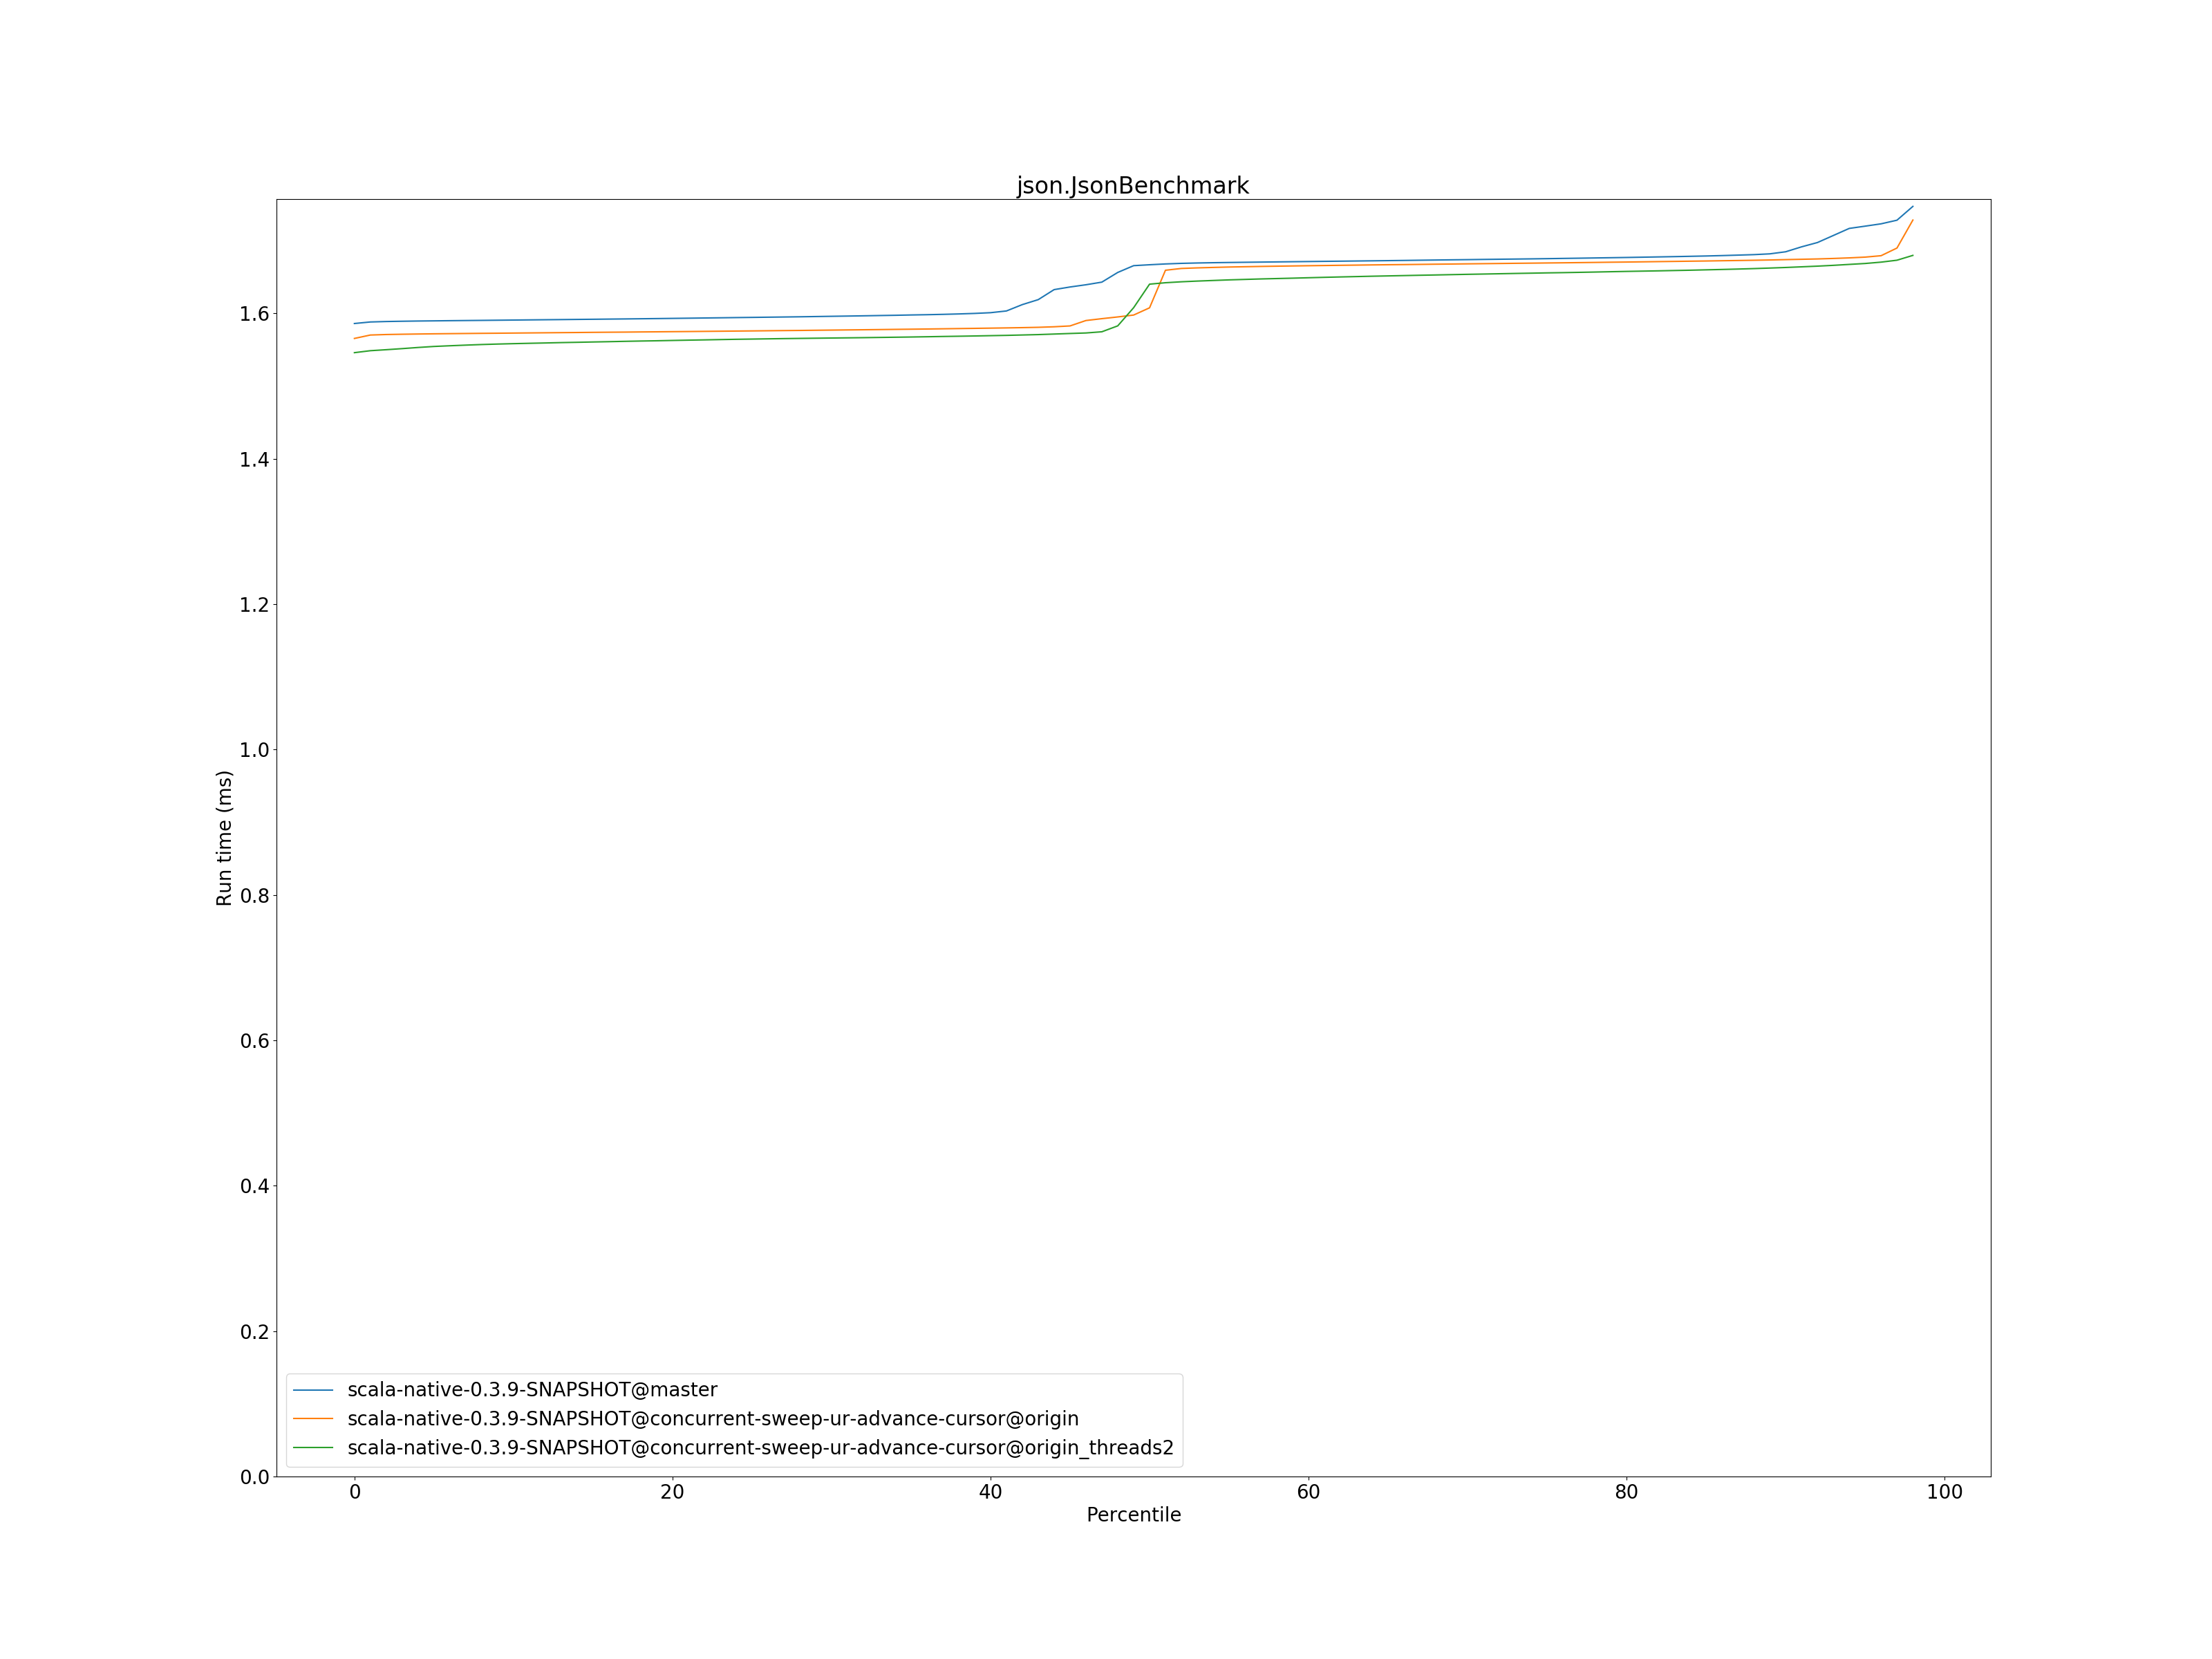 json.JsonBenchmark
Run time (ms)
1.6
1.4
1.2
1.0
0.8
0.6
0.4
0.2
0.0
scala-native-0.3.9-SNAPSHOT@master
scala-native-0.3.9-SNAPSHOT@concurrent-sweep-ur-advance-cursor@origin
scala-native-0.3.9-SNAPSHOT@concurrent-sweep-ur-advance-cursor@origin_threads2
0 20 40 60 80 100
Percentile